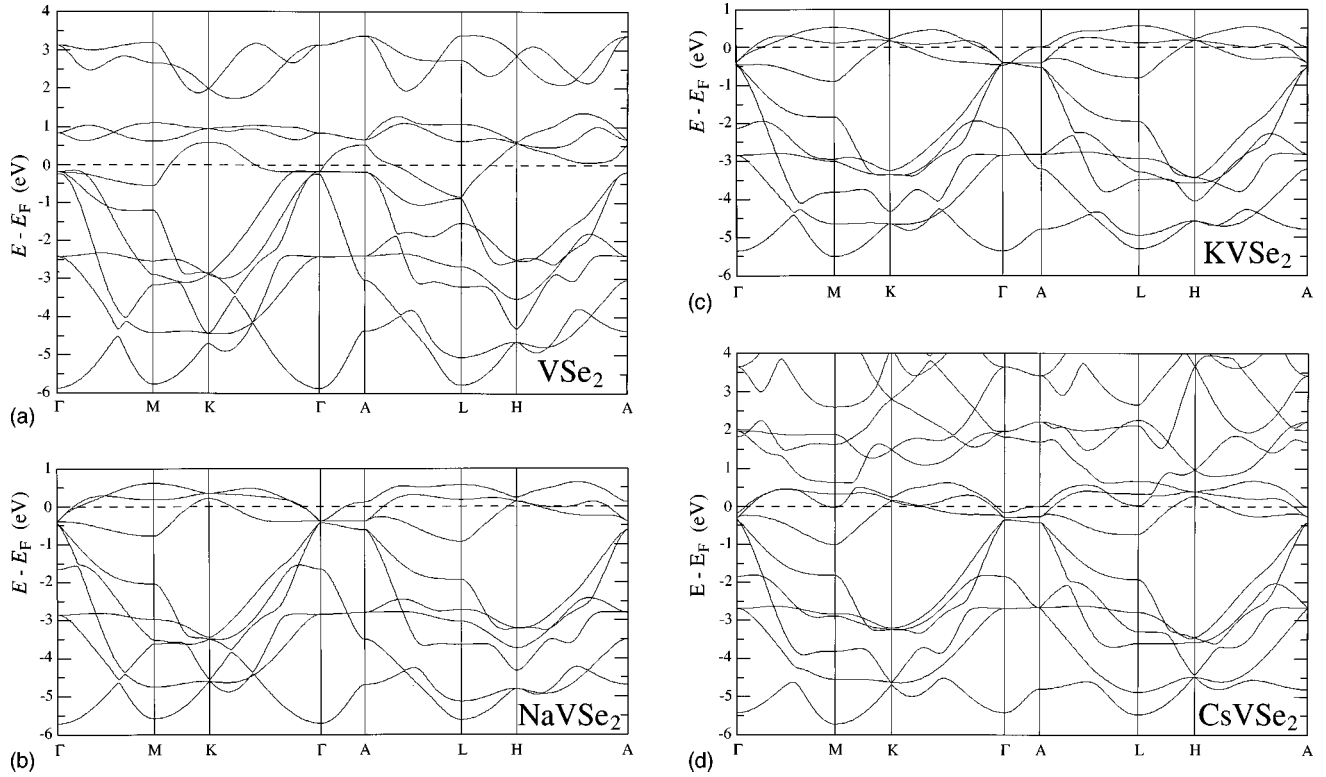 4
3
2
1
0
-1
-2
-3
-4
-5
-6
E - E_F (eV)
VSe₂
Γ M K Γ A L H A
(a)
1
0
-1
-2
-3
-4
-5
-6
E - E_F (eV)
NaVSe₂
Γ M K Γ A L H A
(b)
1
0
-1
-2
-3
-4
-5
-6
E - E_F (eV)
KVSe₂
Γ M K Γ A L H A
(c)
4
3
2
1
0
-1
-2
-3
-4
-5
-6
E - E_F (eV)
CsVSe₂
Γ M K Γ A L H A
(d)